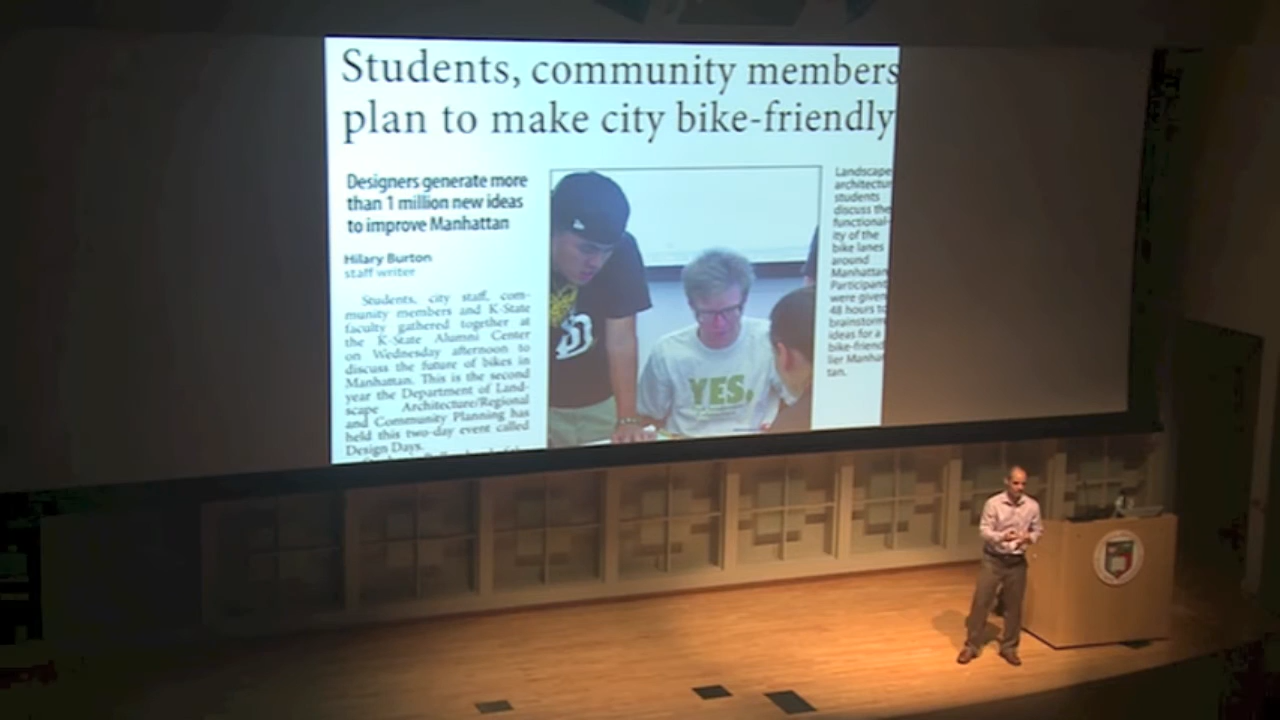 Students, community members
plan to make city bike-friendly
Designers generate more
than 1 million new ideas
to improve Manhattan
Hilary Burton
staff writer
Students, city staff, com-
munity members and K-State
faculty gathered together at
the K-State Alumni Center
on Wednesday afternoon to
discuss the future of bikes in
Manhattan. This is the second
year the Department of Land-
scape Architecture/Regional
and Community Planning has
held this two-day event called
Design Days.
YES,
Landscape
architectur
students
discuss the
functional-
ity of the
bike lanes
around
Manhattan
Participant
were given
48 hours to
brainstorm
ideas for a
bike-friend
lier Manhat
tan.